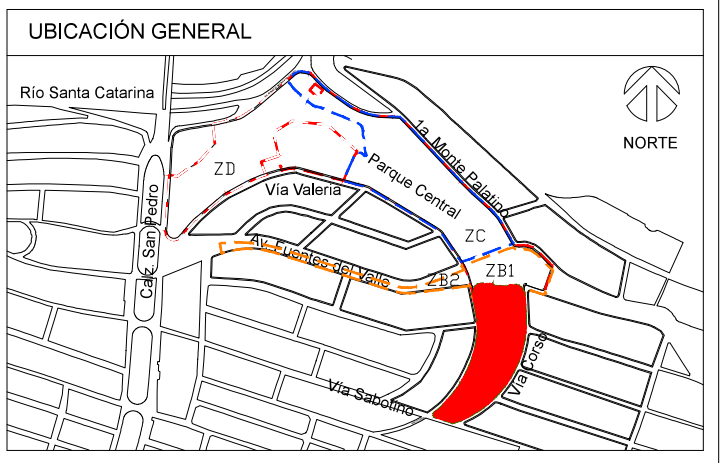 UBICACIÓN GENERAL
Río Santa Catarina
NORTE
1a. Monte Palatino
ZD
Parque Central
Vía Valeria
Calz. San Pedro
ZC
Av. Fuentes del Valle
ZB2
ZB1
Vía Corso
Vía Sabotino